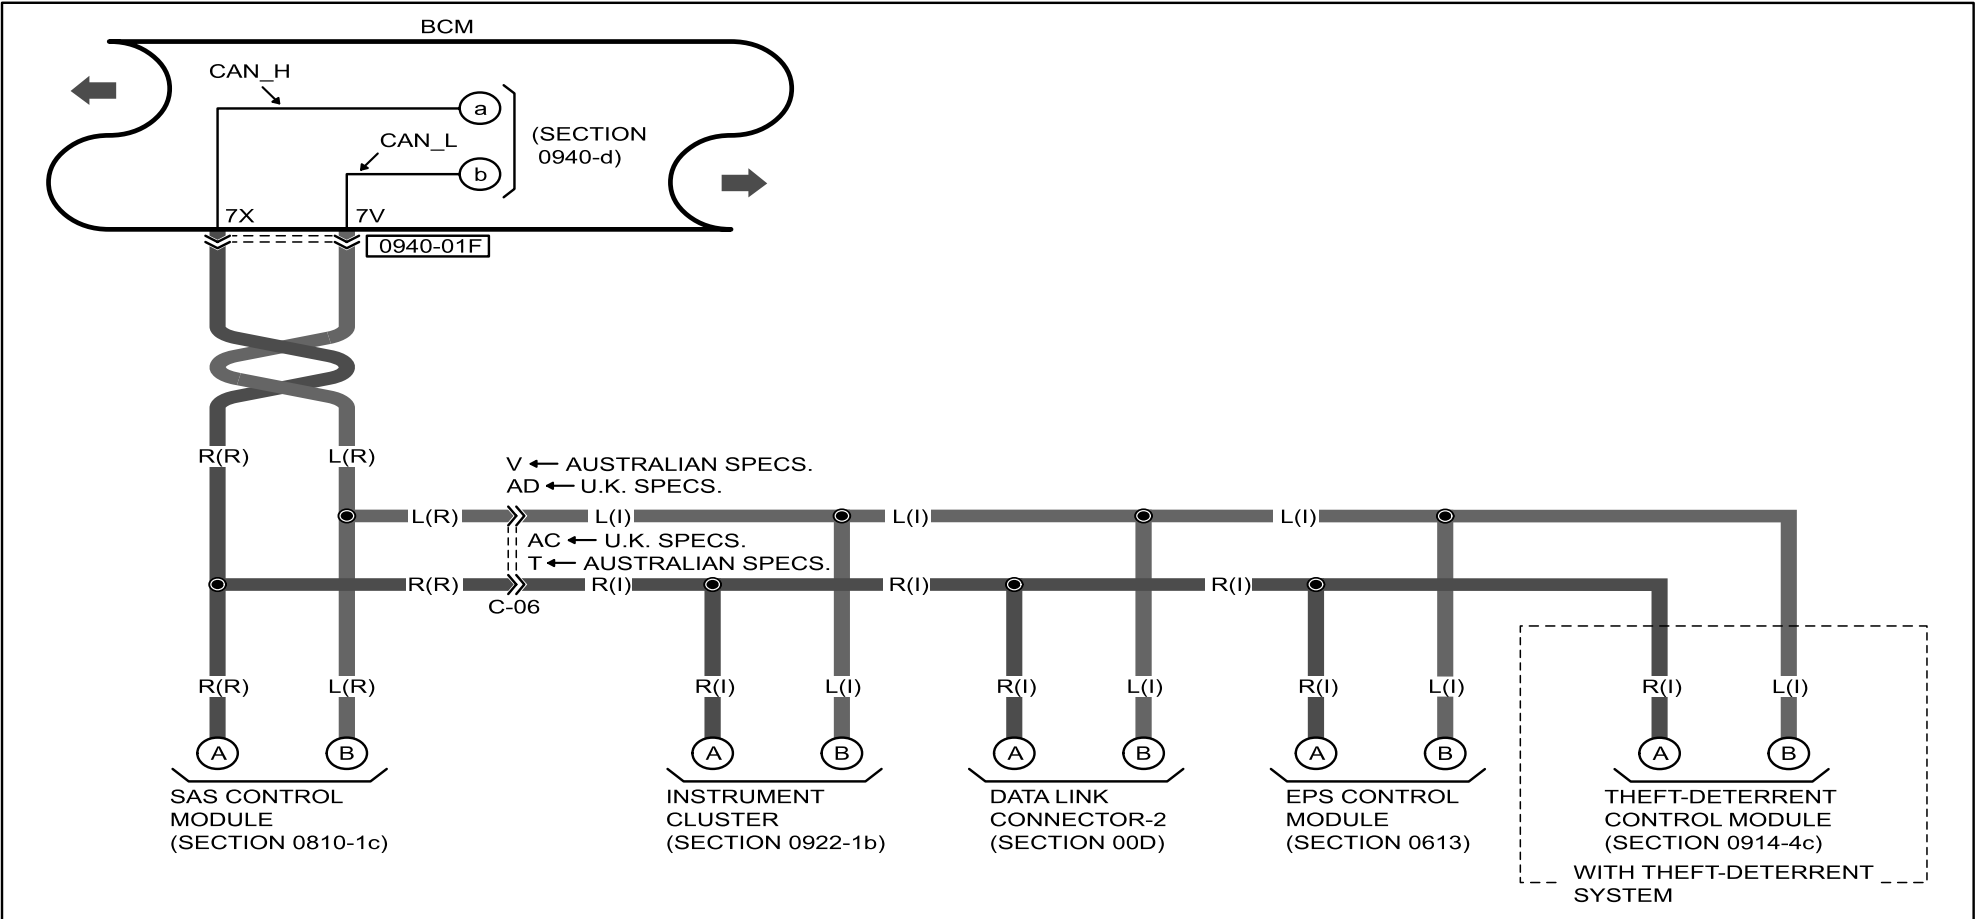 BCM
CAN_H
a
CAN_L
(SECTION
0940-d)
b
7X
7V
0940-01F
R(R)
L(R)
V
AUSTRALIAN SPECS.
AD
U.K. SPECS.
L(R)
L(I)
L(I)
L(I)
AC
U.K. SPECS.
T
AUSTRALIAN SPECS.
R(R)
R(I)
R(I)
R(I)
C-06
R(R)
L(R)
R(I)
L(I)
R(I)
L(I)
R(I)
L(I)
R(I)
L(I)
A
B
A
B
A
B
A
B
A
B
SAS CONTROL
MODULE
(SECTION 0810-1c)
INSTRUMENT
CLUSTER
(SECTION 0922-1b)
DATA LINK
CONNECTOR-2
(SECTION 00D)
EPS CONTROL
MODULE
(SECTION 0613)
THEFT-DETERRENT
CONTROL MODULE
(SECTION 0914-4c)
WITH THEFT-DETERRENT
SYSTEM